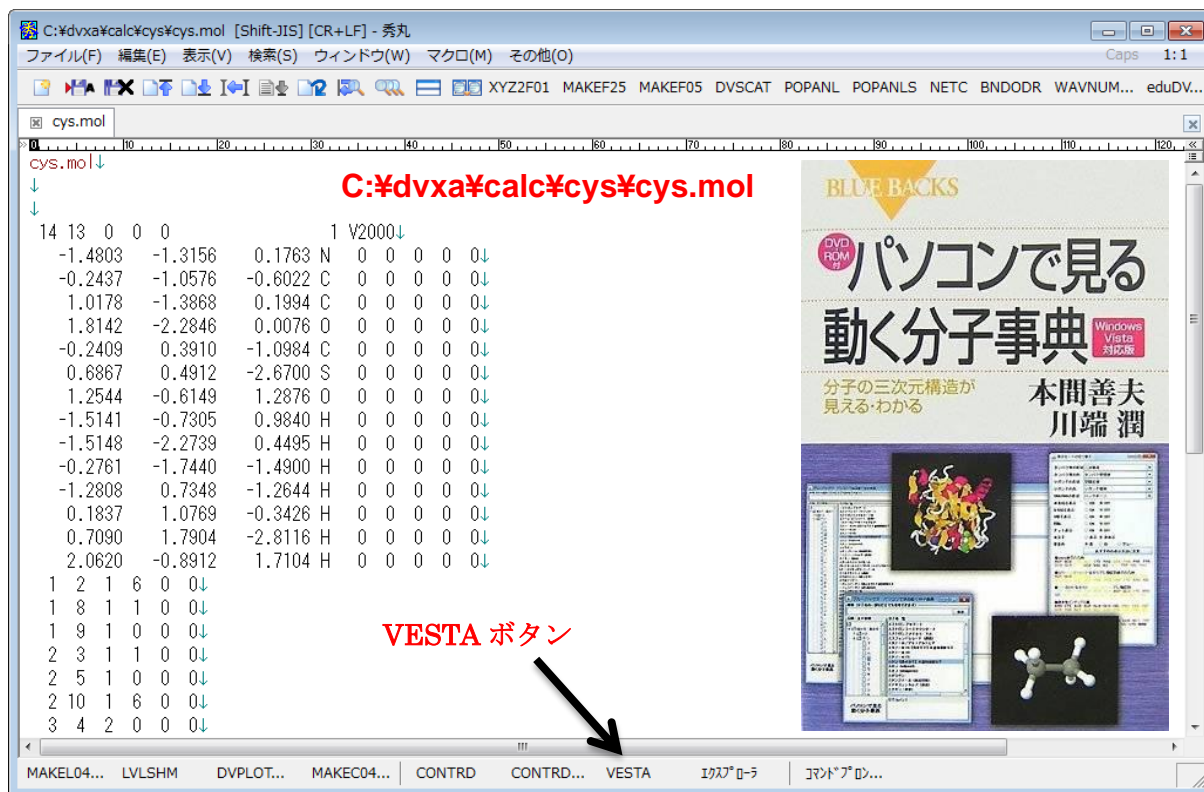 C:¥dvxa¥calc¥cys¥cys.mol [Shift-JIS] [CR+LF] - 秀丸
ファイル(F) 編集(E) 表示(V) 検索(S) ウィンドウ(W) マクロ(M) その他(O) Caps 1:1
XYZ2F01 MAKEF25 MAKEF05 DVSCAT POPANL POPANLS NETC BNDODR WAVNUM... eduDV...
cys.mol
0 10 20 30 40 50 60 70 80 90 100 110 120
cys.mol↓
↓
↓
C:¥dvxa¥calc¥cys¥cys.mol
14 13 0 0 0 1 V2000↓
-1.4803 -1.3156 0.1763 N 0 0 0 0 0↓
-0.2437 -1.0576 -0.6022 C 0 0 0 0 0↓
1.0178 -1.3868 0.1994 C 0 0 0 0 0↓
1.8142 -2.2846 0.0076 O 0 0 0 0 0↓
-0.2409 0.3910 -1.0984 C 0 0 0 0 0↓
0.6867 0.4912 -2.6700 S 0 0 0 0 0↓
1.2544 -0.6149 1.2876 O 0 0 0 0 0↓
-1.5141 -0.7305 0.9840 H 0 0 0 0 0↓
-1.5148 -2.2739 0.4495 H 0 0 0 0 0↓
-0.2761 -1.7440 -1.4900 H 0 0 0 0 0↓
-1.2808 0.7348 -1.2644 H 0 0 0 0 0↓
0.1837 1.0769 -0.3426 H 0 0 0 0 0↓
0.7090 1.7904 -2.8116 H 0 0 0 0 0↓
2.0620 -0.8912 1.7104 H 0 0 0 0 0↓
1 2 1 6 0 0↓
1 8 1 1 0 0↓
1 9 1 0 0 0↓
2 3 1 1 0 0↓
2 5 1 0 0 0↓
2 10 1 6 0 0↓
3 4 2 0 0 0↓
VESTA ボタン
BLUE BACKS
DVD-ROM付
パソコンで見る
動く分子事典
Windows Vista 対応版
分子の三次元構造が
見える・わかる
本間善夫
川端 潤
MAKEL04... LVLSHM DVPLOT... MAKEC04... CONTRD CONTRD... VESTA ｴｸｽﾌﾟﾛｰﾗ ｺﾏﾝﾄﾞﾌﾟﾛﾝ...